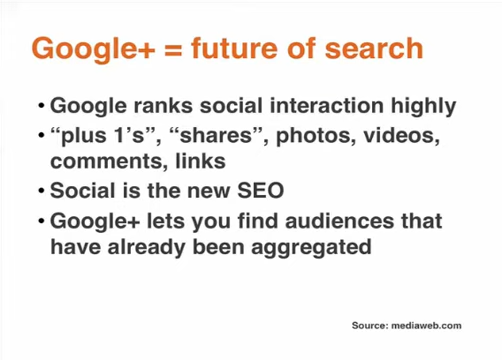 Google+ = future of search
• Google ranks social interaction highly
• “plus 1’s”, “shares”, photos, videos,
comments, links
• Social is the new SEO
• Google+ lets you find audiences that
have already been aggregated
Source: mediaweb.com